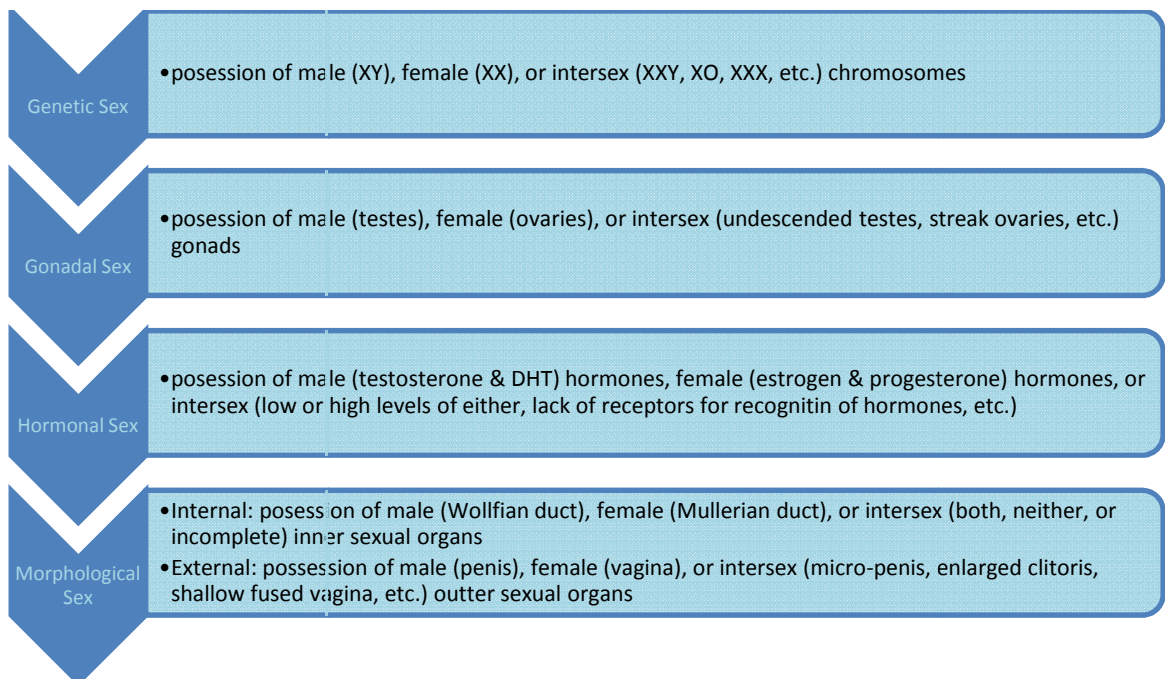 Genetic Sex
•posession of male (XY), female (XX), or intersex (XXY, XO, XXX, etc.) chromosomes
Gonadal Sex
•posession of male (testes), female (ovaries), or intersex (undescended testes, streak ovaries, etc.)
gonads
Hormonal Sex
•posession of male (testosterone & DHT) hormones, female (estrogen & progesterone) hormones, or
intersex (low or high levels of either, lack of receptors for recognitin of hormones, etc.)
Morphological
Sex
•Internal: posession of male (Wollfian duct), female (Mullerian duct), or intersex (both, neither, or
incomplete) inner sexual organs
•External: possession of male (penis), female (vagina), or intersex (micro-penis, enlarged clitoris,
shallow fused vagina, etc.) outter sexual organs